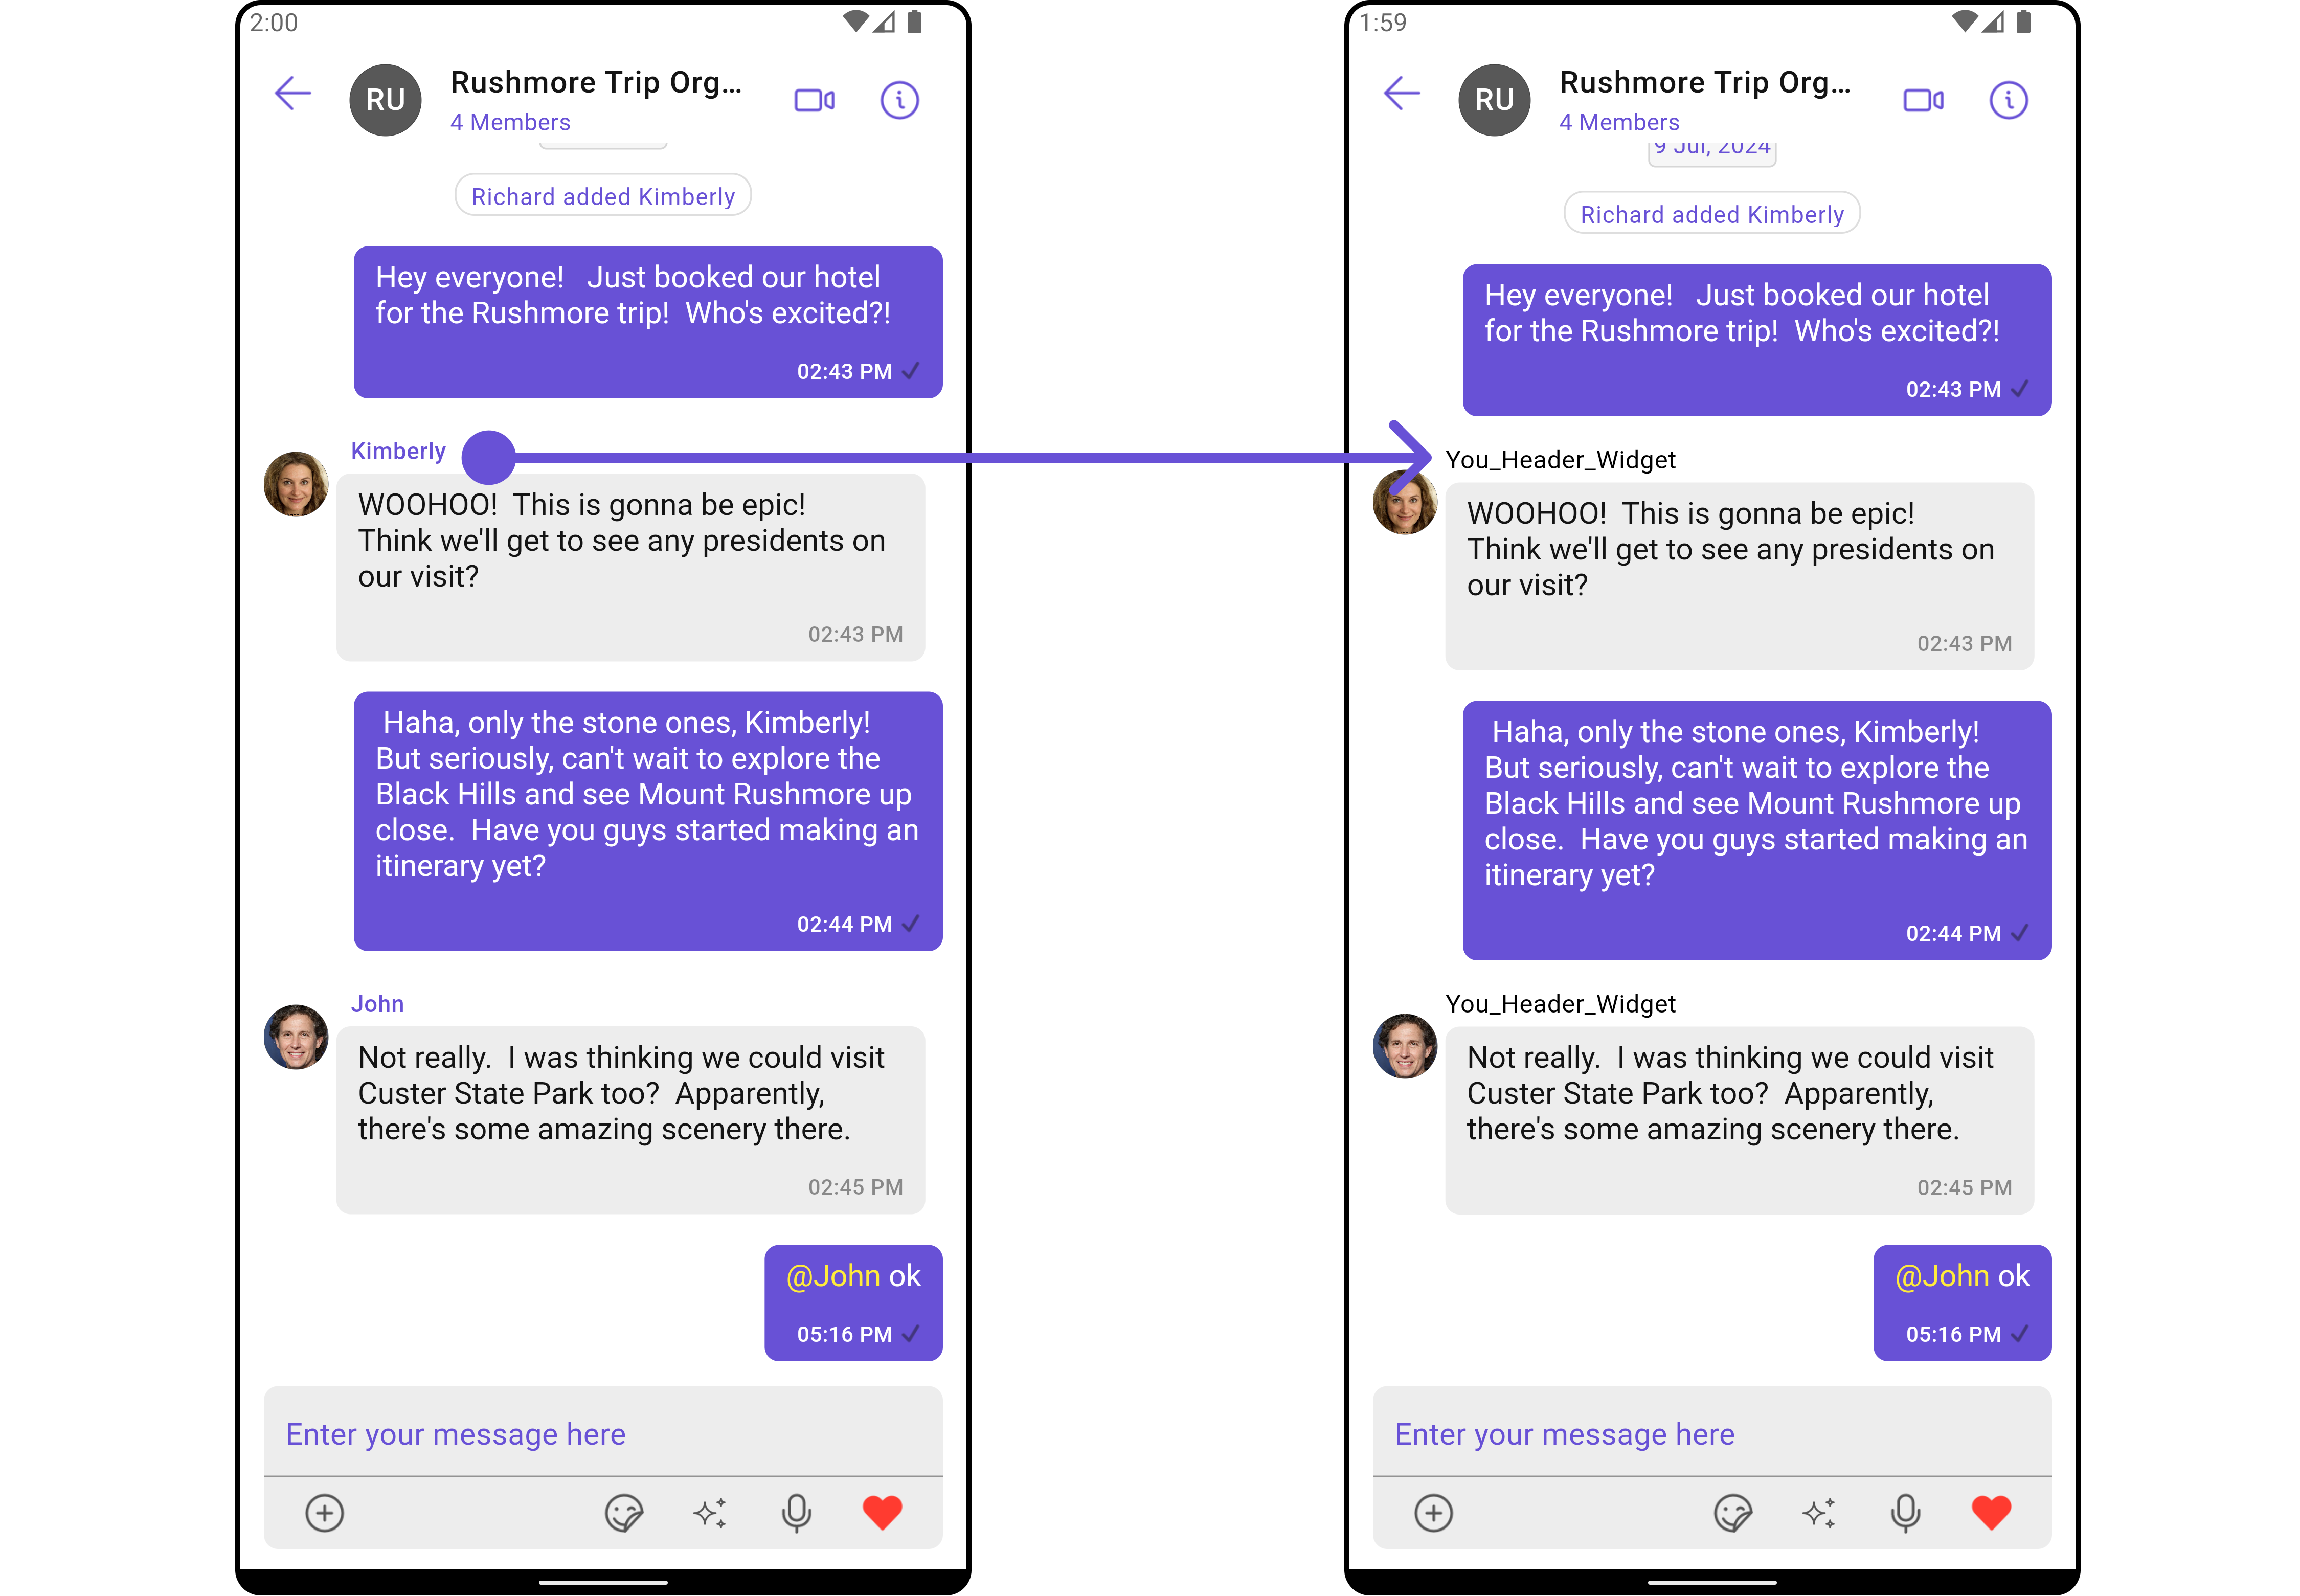 2:00
RU
Rushmore Trip Org...
4 Members
Richard added Kimberly
Hey everyone!   Just booked our hotel
for the Rushmore trip!  Who's excited?!
02:43 PM
Kimberly
WOOHOO!  This is gonna be epic!
Think we'll get to see any presidents on
our visit?
02:43 PM
Haha, only the stone ones, Kimberly!
But seriously, can't wait to explore the
Black Hills and see Mount Rushmore up
close.  Have you guys started making an
itinerary yet?
02:44 PM
John
Not really.  I was thinking we could visit
Custer State Park too?  Apparently,
there's some amazing scenery there.
02:45 PM
@John ok
05:16 PM
Enter your message here
1:59
RU
Rushmore Trip Org...
4 Members
9 Jul, 2024
Richard added Kimberly
Hey everyone!   Just booked our hotel
for the Rushmore trip!  Who's excited?!
02:43 PM
You_Header_Widget
WOOHOO!  This is gonna be epic!
Think we'll get to see any presidents on
our visit?
02:43 PM
Haha, only the stone ones, Kimberly!
But seriously, can't wait to explore the
Black Hills and see Mount Rushmore up
close.  Have you guys started making an
itinerary yet?
02:44 PM
You_Header_Widget
Not really.  I was thinking we could visit
Custer State Park too?  Apparently,
there's some amazing scenery there.
02:45 PM
@John ok
05:16 PM
Enter your message here